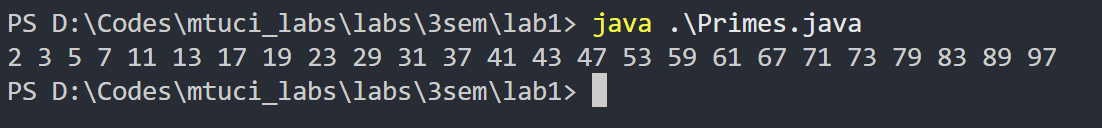 PS D:\Codes\mtuci_labs\labs\3sem\lab1> java .\Primes.java
2 3 5 7 11 13 17 19 23 29 31 37 41 43 47 53 59 61 67 71 73 79 83 89 97
PS D:\Codes\mtuci_labs\labs\3sem\lab1>